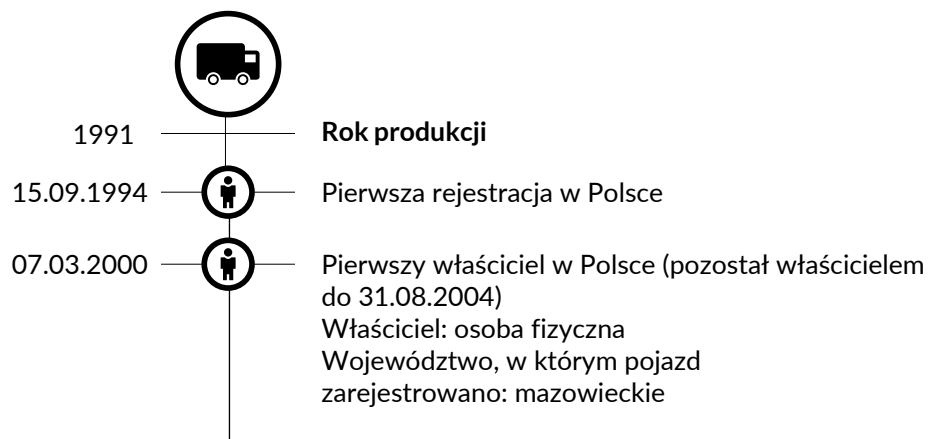 1991
Rok produkcji
15.09.1994
Pierwsza rejestracja w Polsce
07.03.2000
Pierwszy właściciel w Polsce (pozostał właścicielem
do 31.08.2004)
Właściciel: osoba fizyczna
Województwo, w którym pojazd
zarejestrowano: mazowieckie